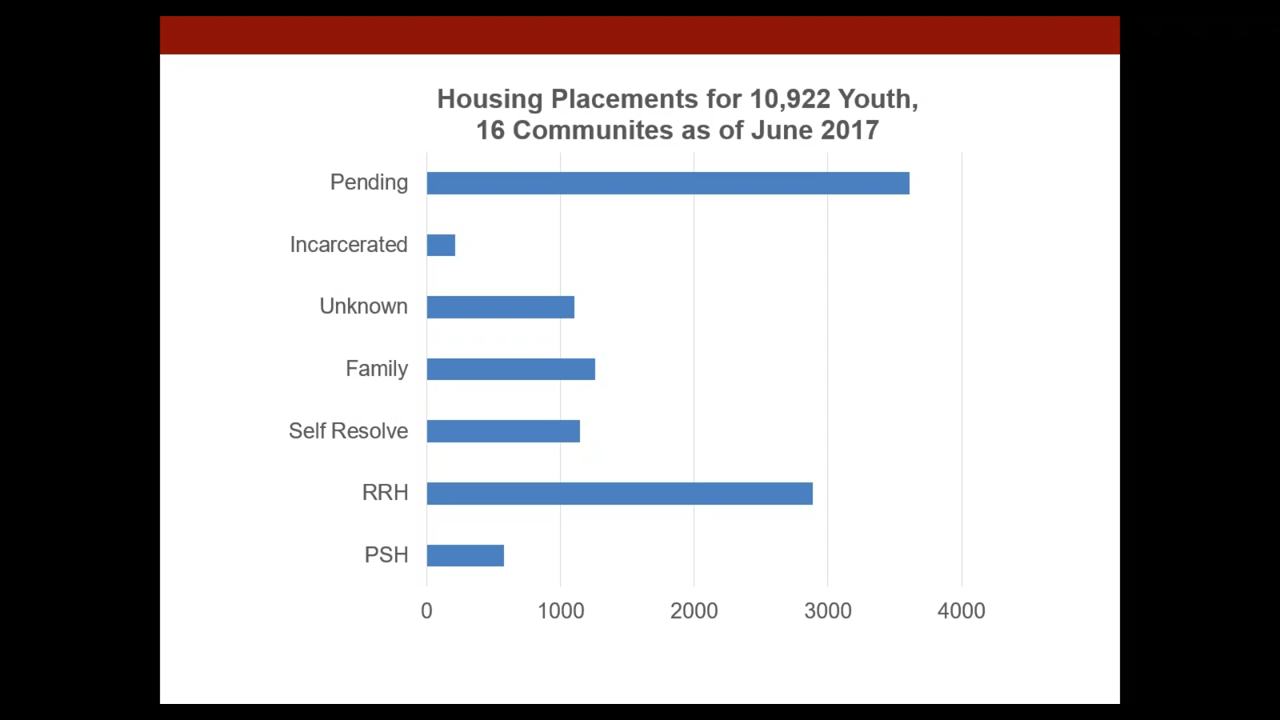 Housing Placements for 10,922 Youth,
16 Communites as of June 2017
Pending
Incarcerated
Unknown
Family
Self Resolve
RRH
PSH
0 1000 2000 3000 4000